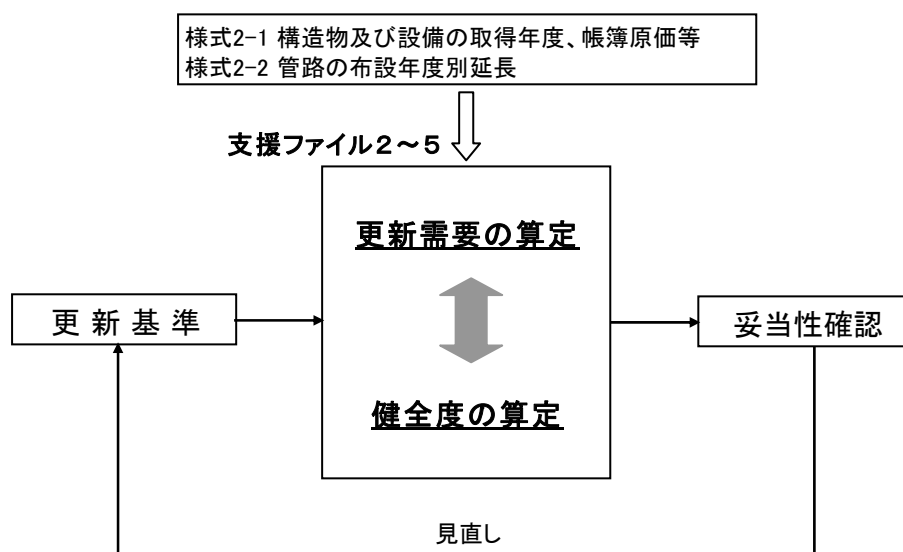 様式2-1 構造物及び設備の取得年度、帳簿原価等
様式2-2 管路の布設年度別延長
支援ファイル2～5
更新需要の算定
更 新 基 準
妥当性確認
健全度の算定
見直し